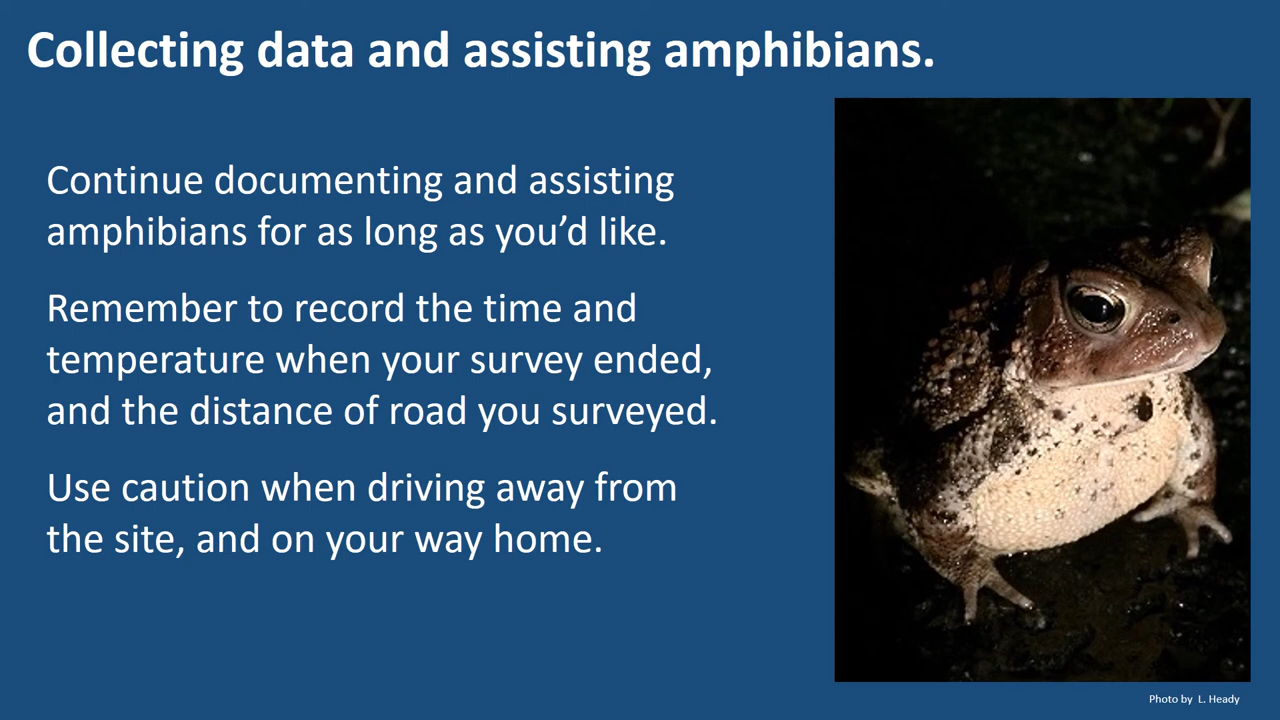 Collecting data and assisting amphibians.
Continue documenting and assisting
amphibians for as long as you’d like.
Remember to record the time and
temperature when your survey ended,
and the distance of road you surveyed.
Use caution when driving away from
the site, and on your way home.
Photo by  L. Heady